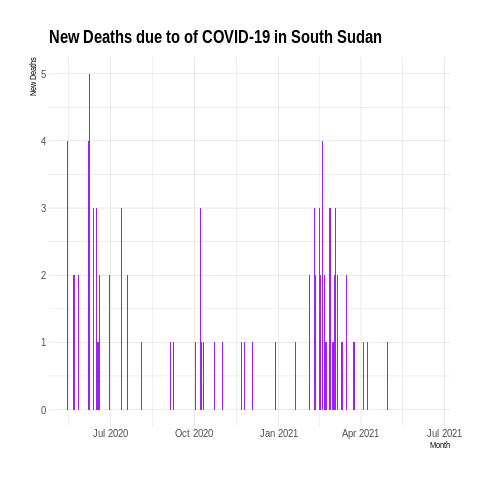 New Deaths due to of COVID-19 in South Sudan
New Deaths
5
4
3
2
1
0
Jul 2020 Oct 2020 Jan 2021 Apr 2021 Jul 2021
Month